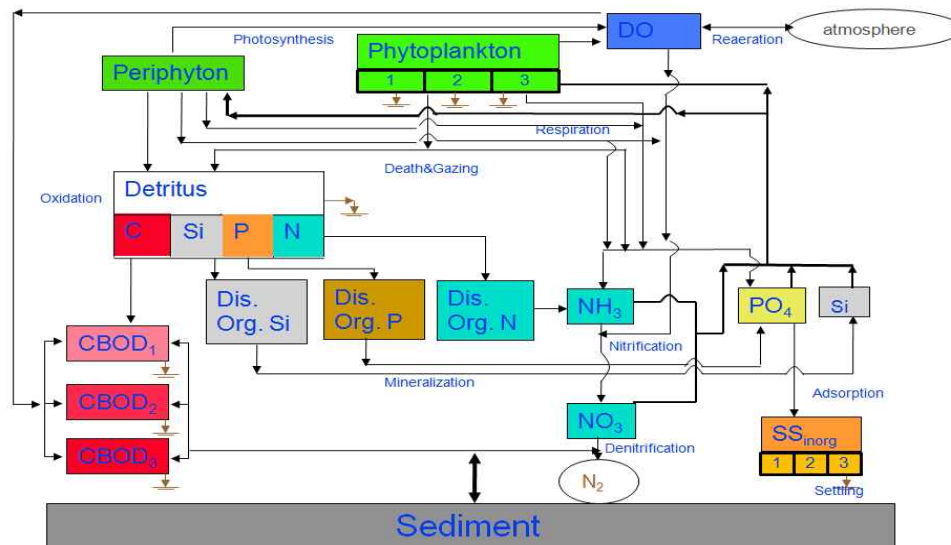 DO
atmosphere
Photosynthesis
Reaeration
Phytoplankton
1 2 3
Periphyton
Respiration
Death&Gazing
Oxidation
Detritus
C Si P N
Dis.
Org. Si
Dis.
Org. P
Dis.
Org. N
NH₃
PO₄
Si
CBOD₁
Nitrification
Mineralization
Adsorption
CBOD₂
NO₃
SSinorg
CBOD₃
Denitrification
1 2 3
N₂
Settling
Sediment